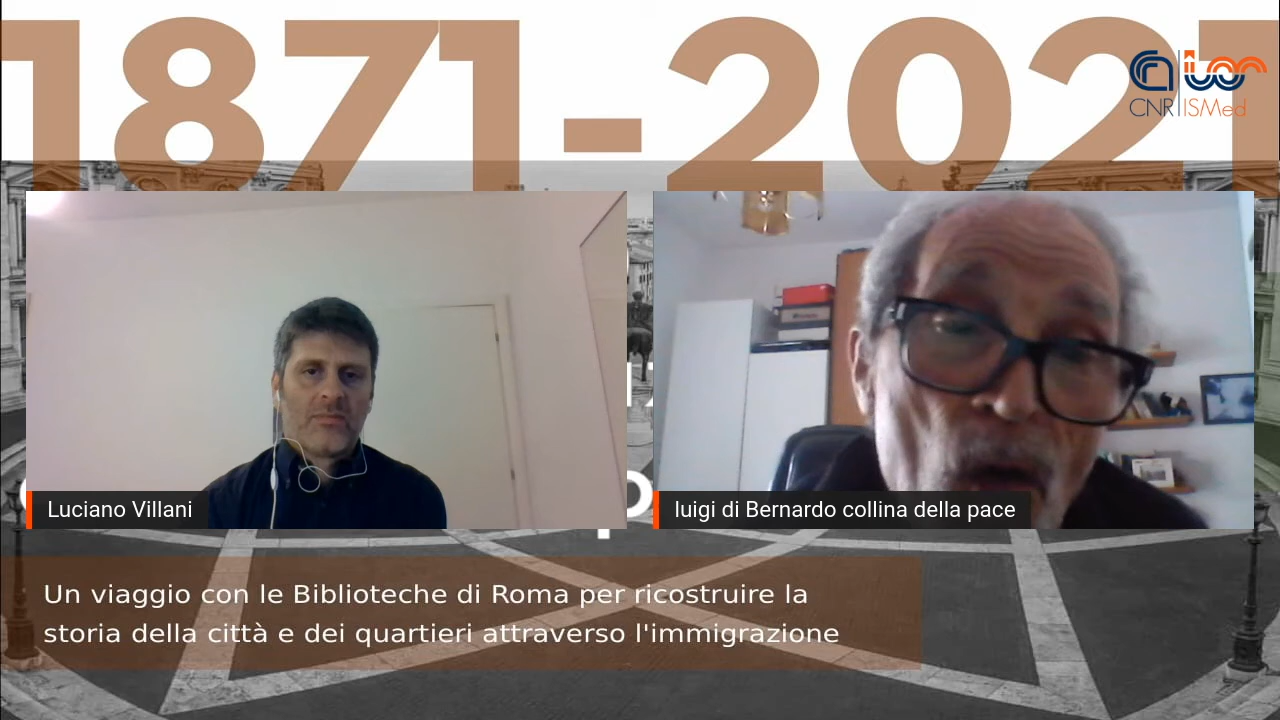 1871-2021
CNR ISMed
Luciano Villani
luigi di Bernardo collina della pace
Un viaggio con le Biblioteche di Roma per ricostruire la
storia della città e dei quartieri attraverso l'immigrazione